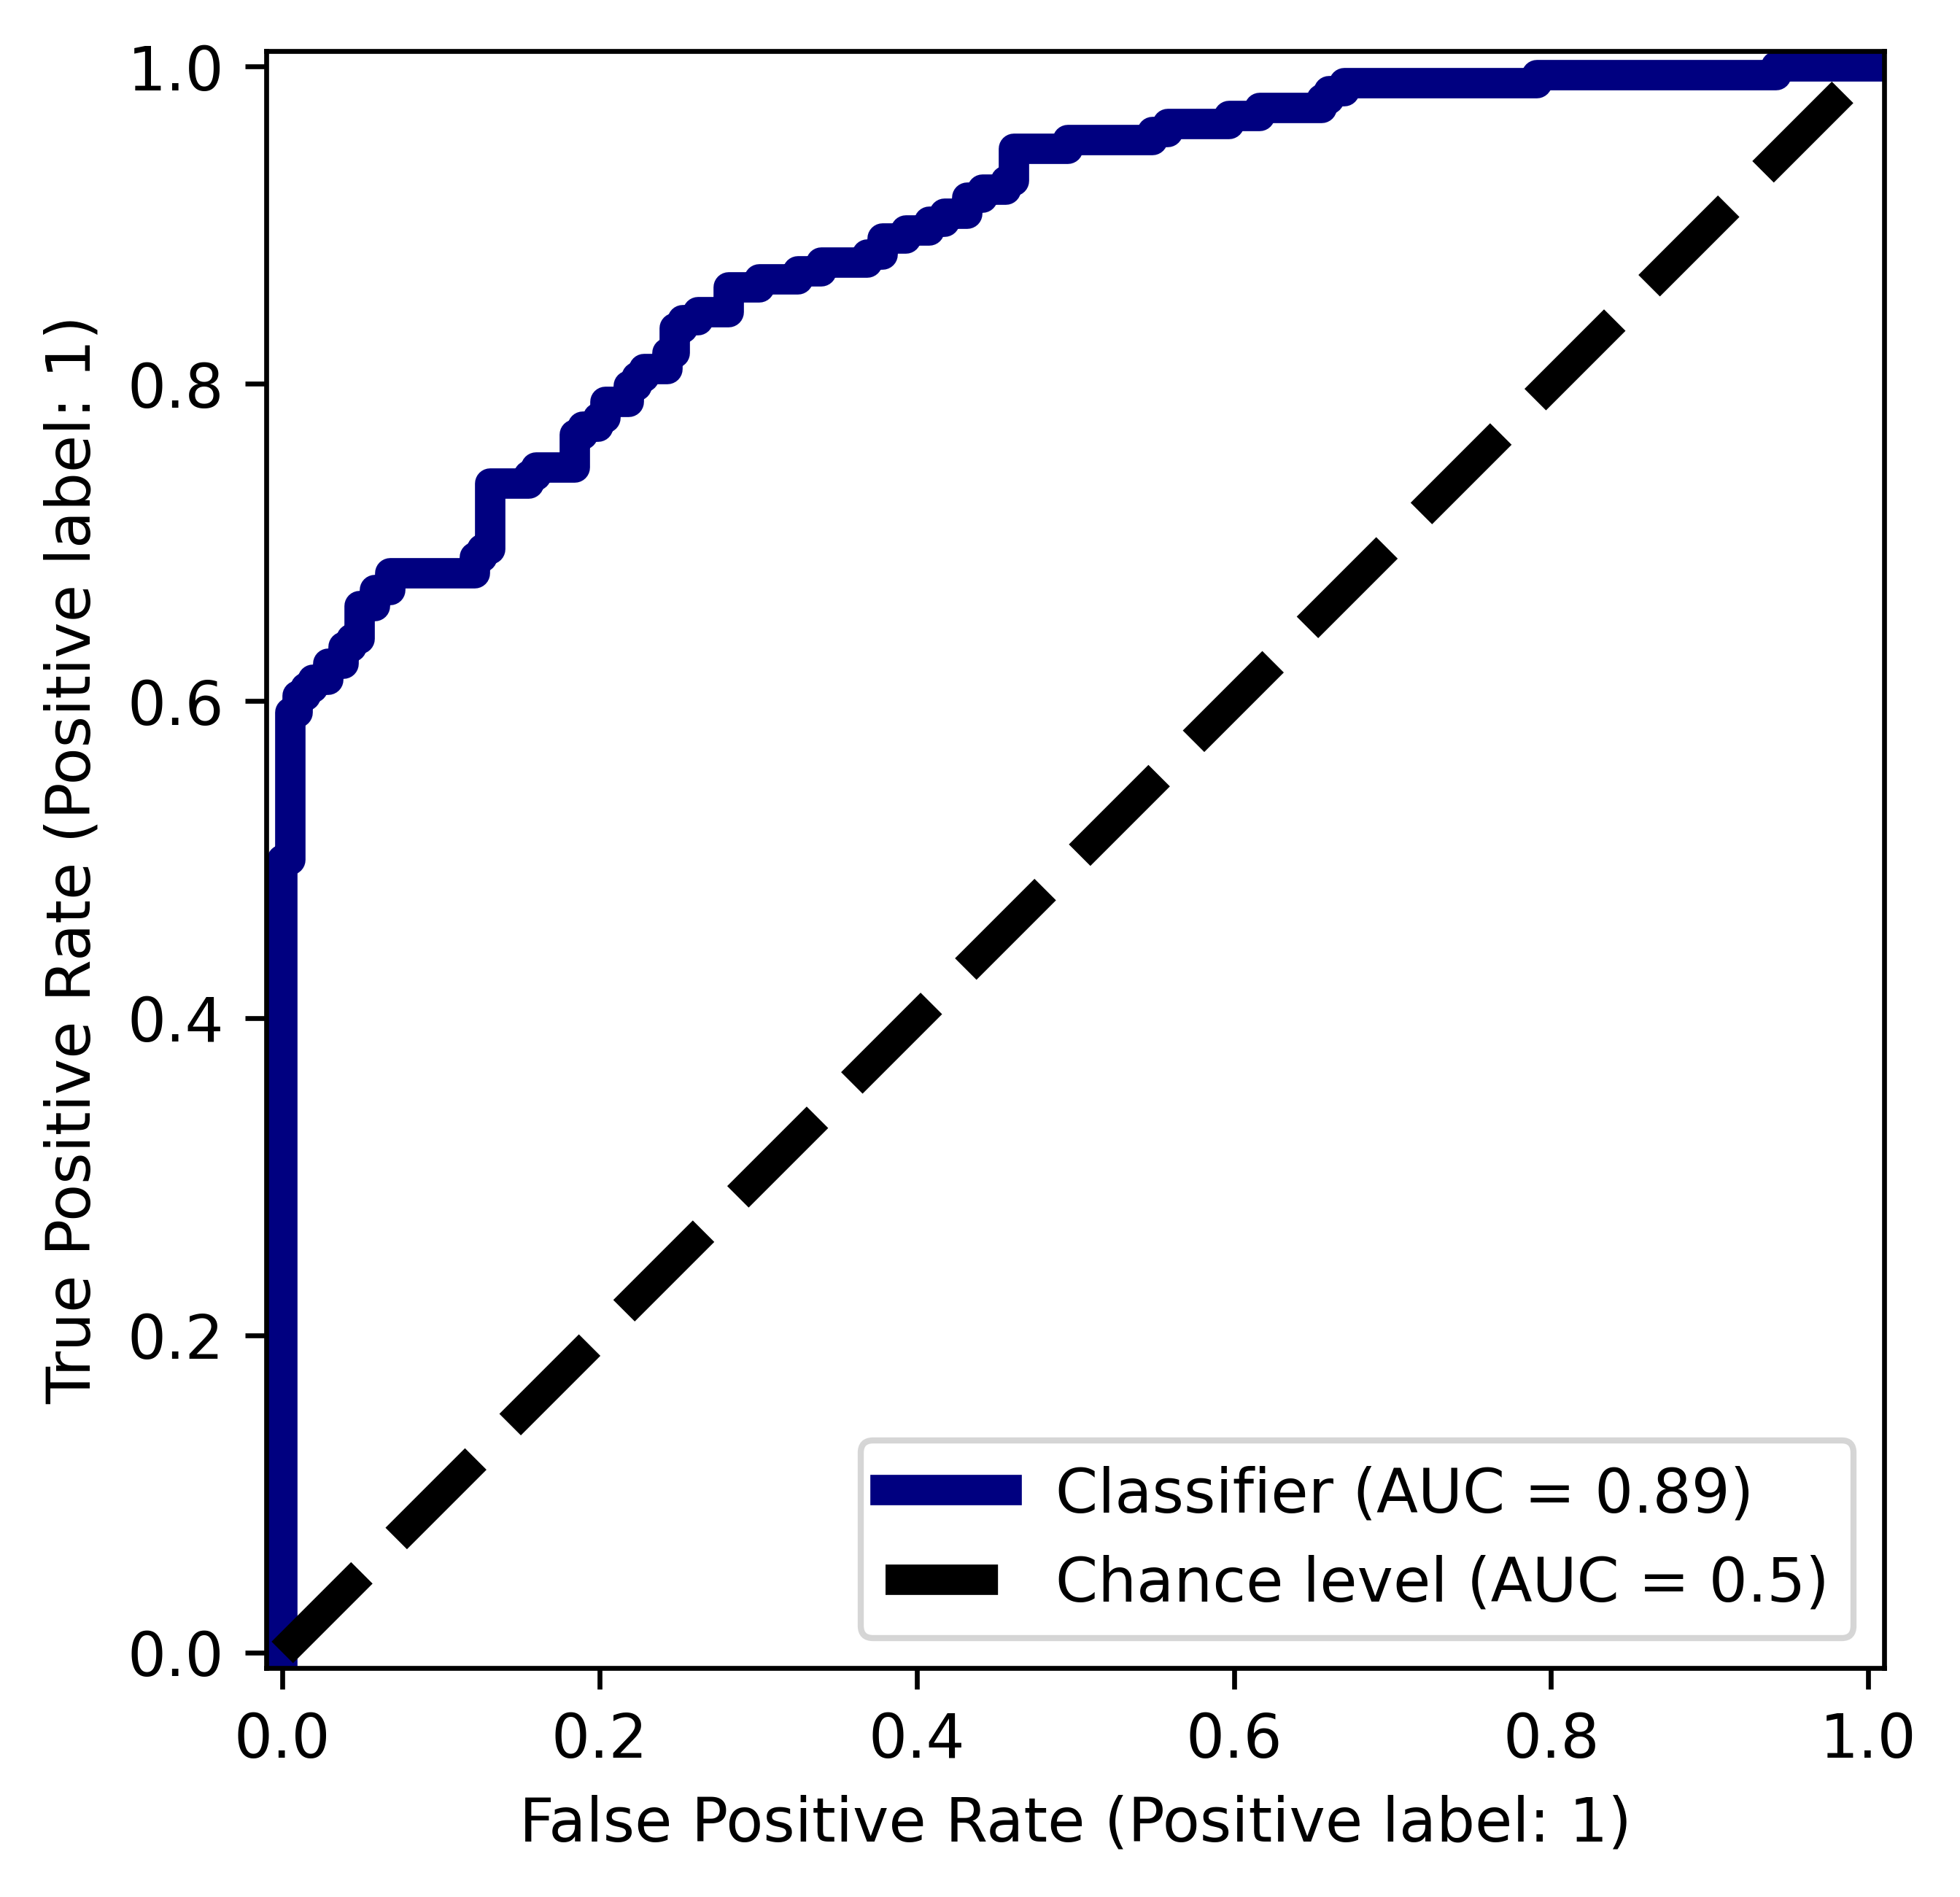 True Positive Rate (Positive label: 1)
1.0
0.8
0.6
0.4
0.2
0.0
Classifier (AUC = 0.89)
Chance level (AUC = 0.5)
0.0 0.2 0.4 0.6 0.8 1.0
False Positive Rate (Positive label: 1)